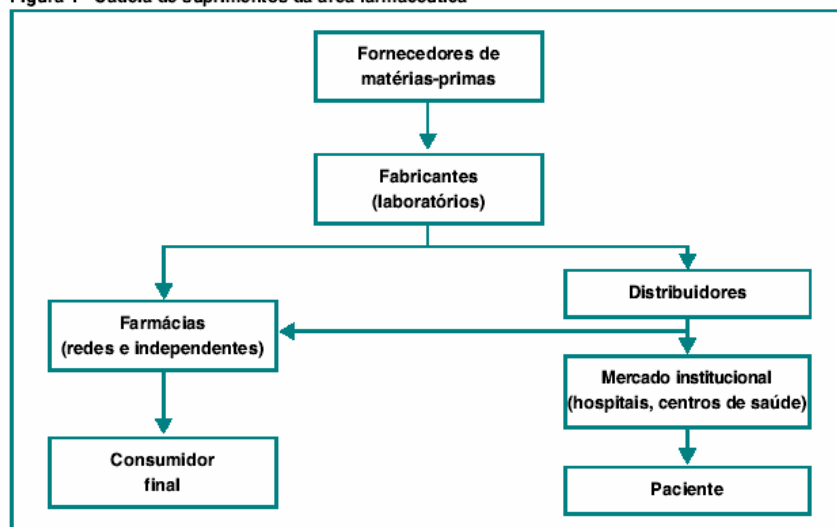 Fornecedores de
matérias-primas
Fabricantes
(laboratórios)
Distribuidores
Farmácias
(redes e independentes)
Mercado institucional
(hospitais, centros de saúde)
Consumidor
final
Paciente